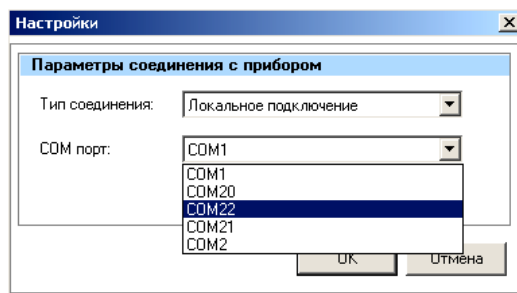 Настройки
Параметры соединения с прибором
Тип соединения: Локальное подключение
COM порт: COM1
COM1
COM20
COM22
COM21
COM2
OK Отмена